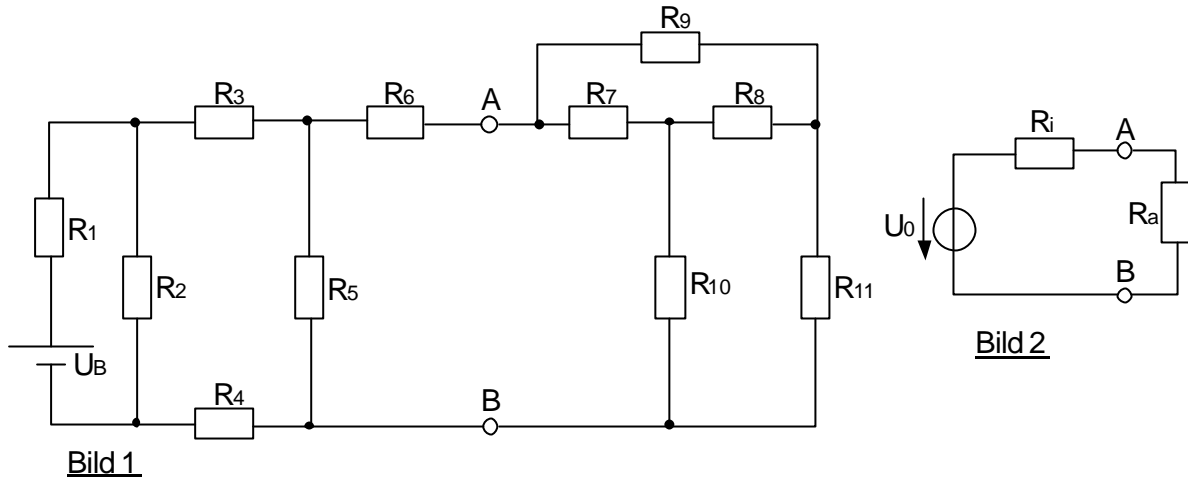 R9
R3
R6
A
R7
R8
R1
R2
R5
R10
R11
UB
R4
B
Bild 1
Ri
A
U0
Ra
B
Bild 2